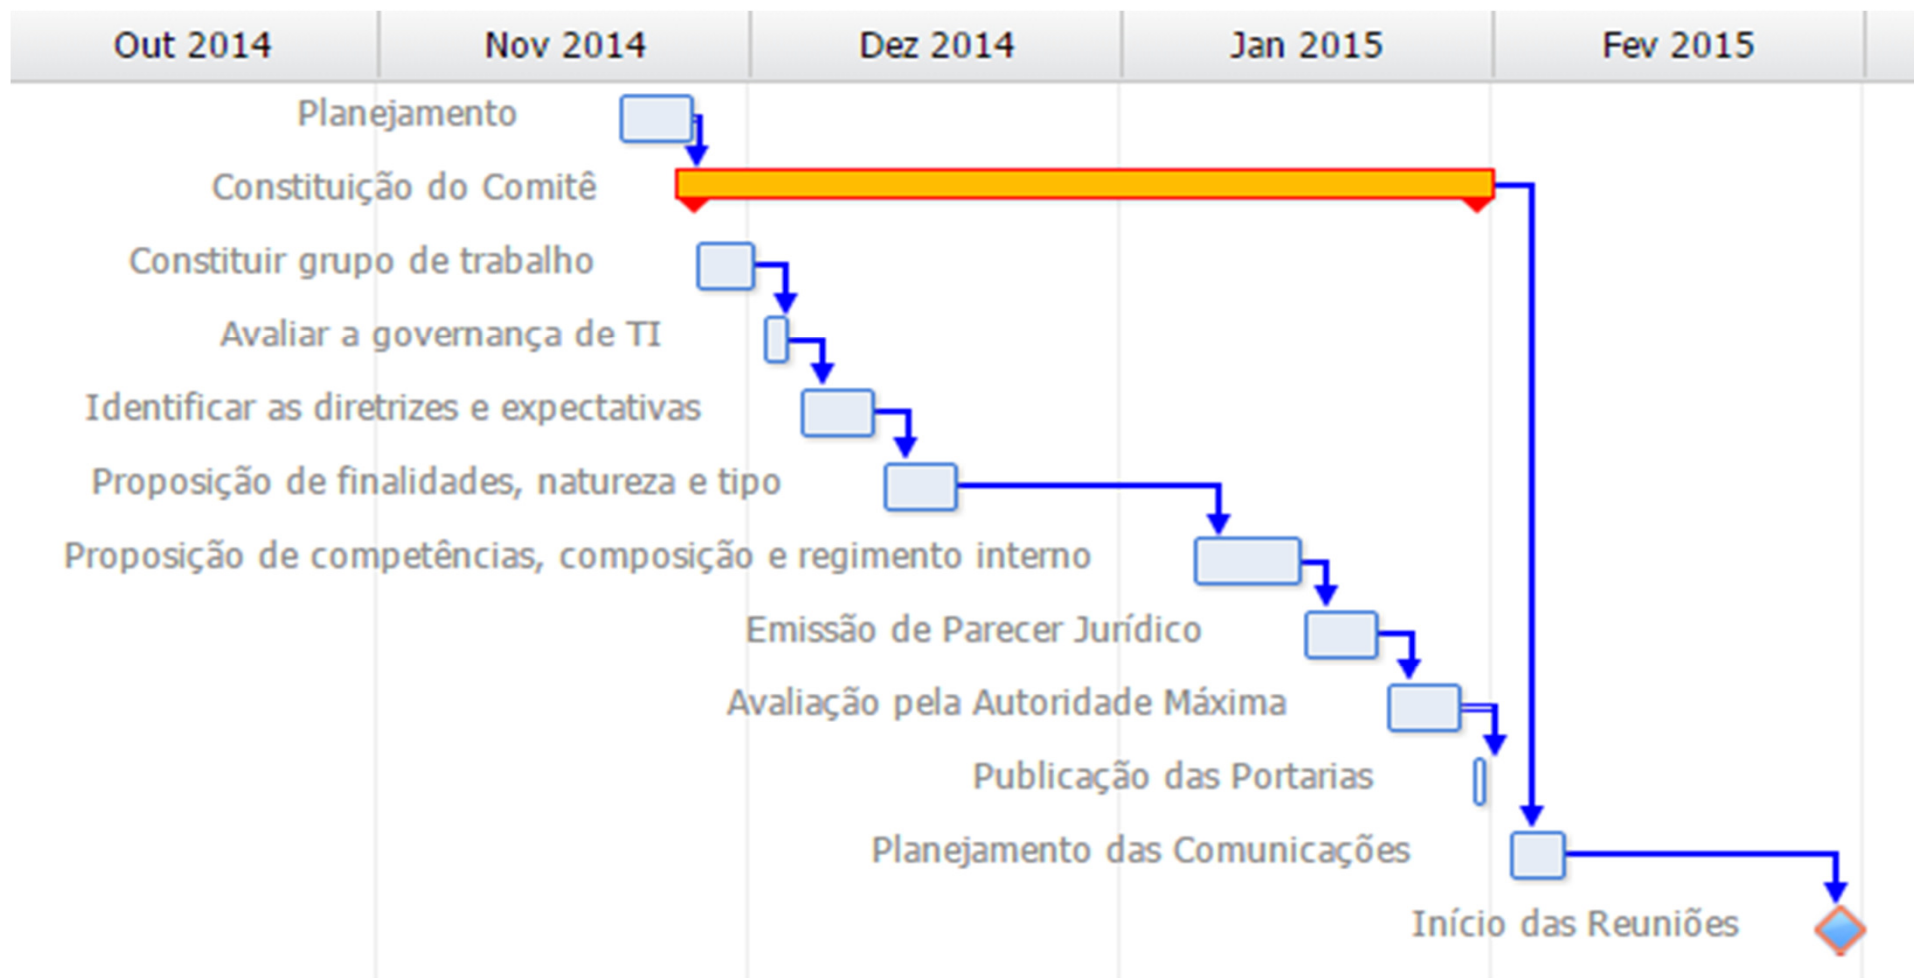 Out 2014 Nov 2014 Dez 2014 Jan 2015 Fev 2015
Planejamento
Constituição do Comitê
Constituir grupo de trabalho
Avaliar a governança de TI
Identificar as diretrizes e expectativas
Proposição de finalidades, natureza e tipo
Proposição de competências, composição e regimento interno
Emissão de Parecer Jurídico
Avaliação pela Autoridade Máxima
Publicação das Portarias
Planejamento das Comunicações
Início das Reuniões